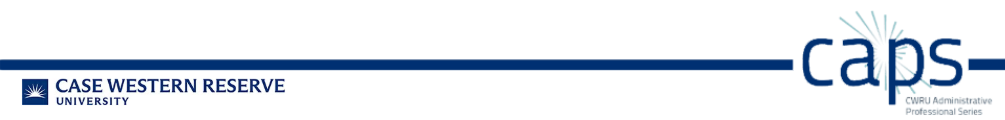 caps
CASE WESTERN RESERVE
UNIVERSITY
CWRU Administrative
Professional Series